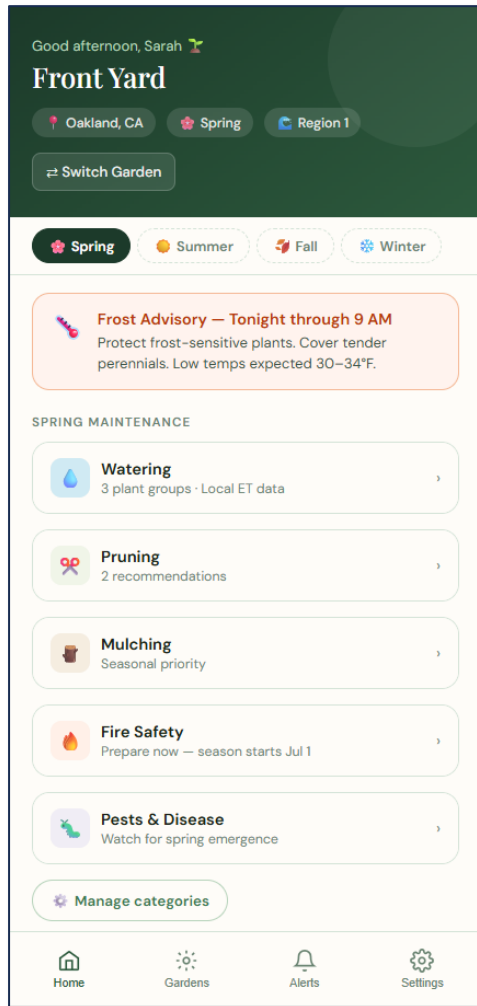 Good afternoon, Sarah 🌱
Front Yard
📍 Oakland, CA 🌸 Spring 🌊 Region 1
⇄ Switch Garden
🌸 Spring 🌞 Summer 🍂 Fall ❄️ Winter
Frost Advisory — Tonight through 9 AM
Protect frost-sensitive plants. Cover tender
perennials. Low temps expected 30–34°F.
SPRING MAINTENANCE
Watering
3 plant groups · Local ET data
›
Pruning
2 recommendations
›
Mulching
Seasonal priority
›
Fire Safety
Prepare now — season starts Jul 1
›
Pests & Disease
Watch for spring emergence
›
⚙️ Manage categories
Home Gardens Alerts Settings